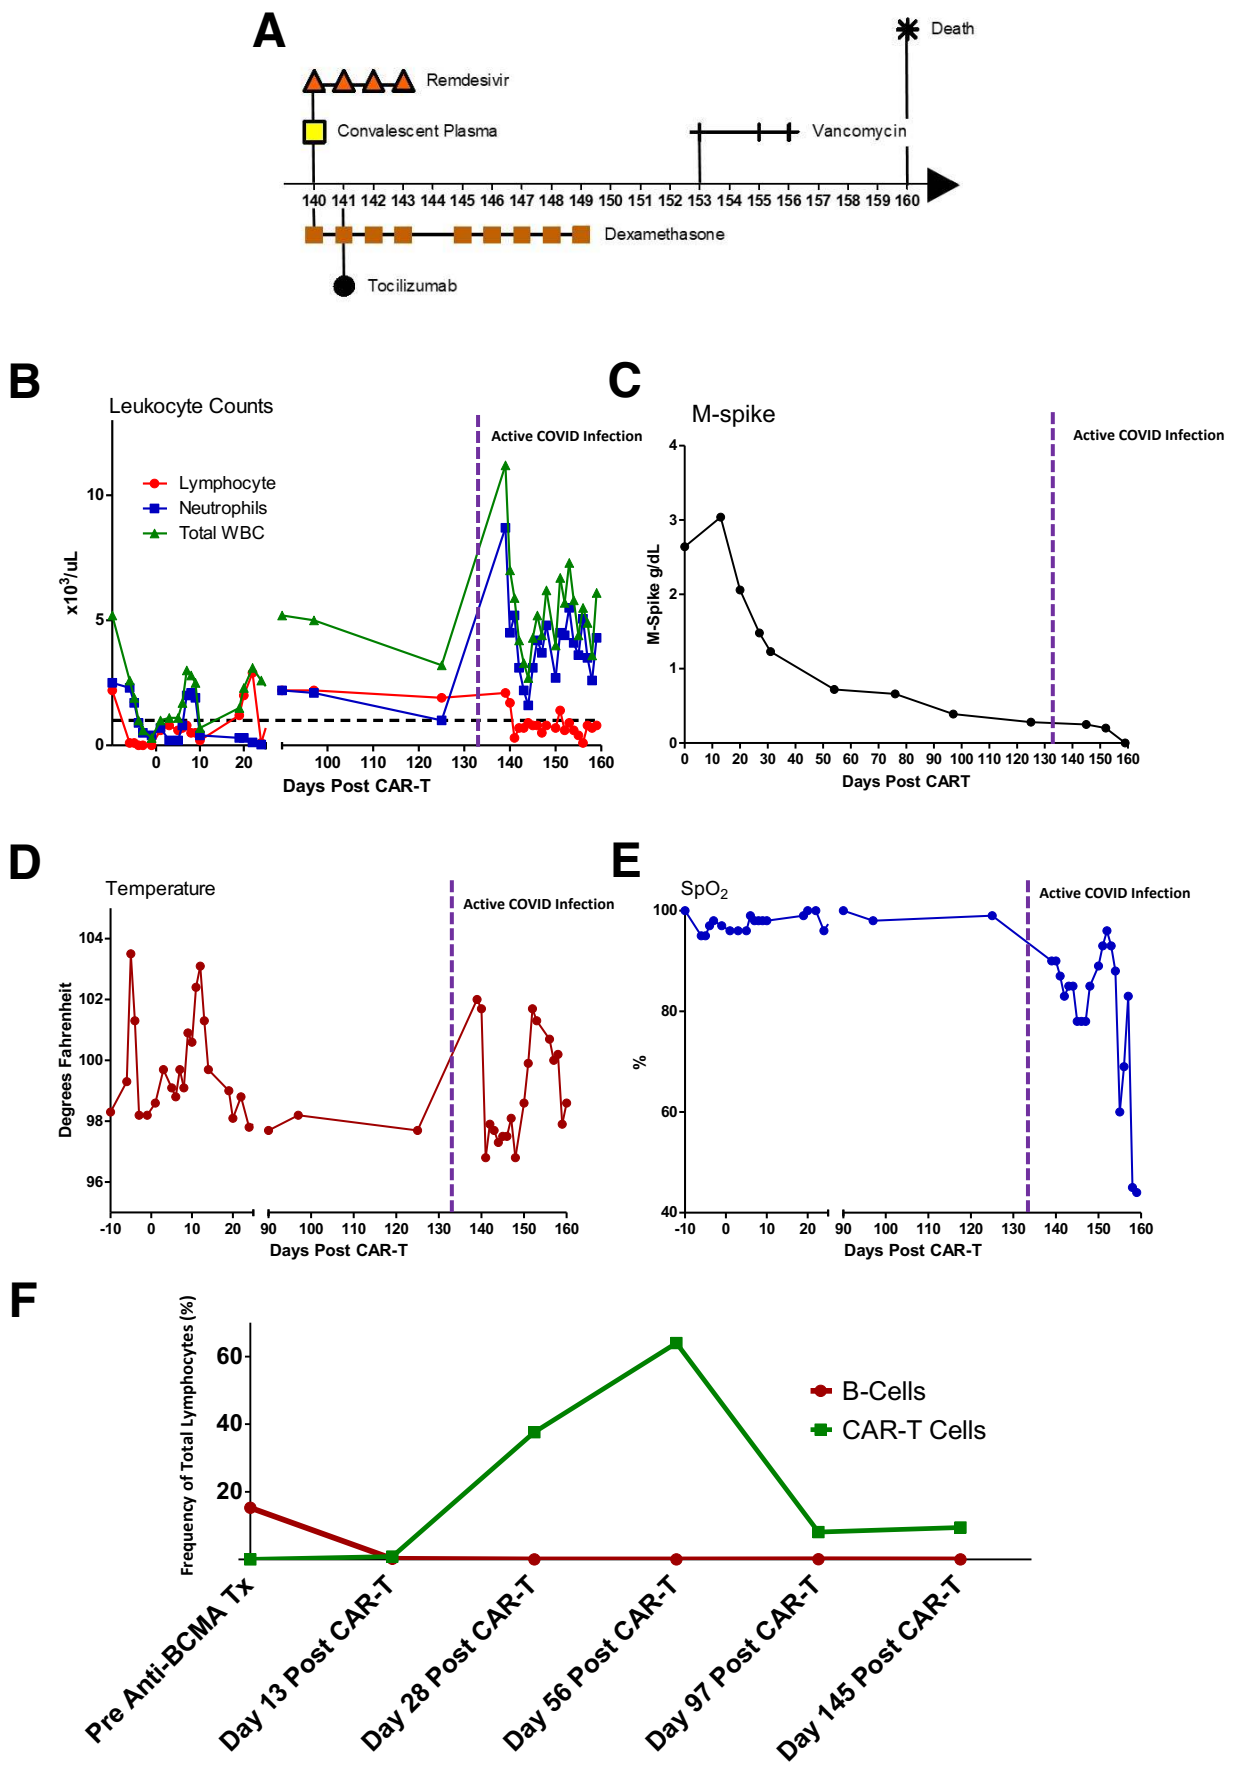 A
Death
Remdesivir
Convalescent Plasma
Vancomycin
140 141 142 143 144 145 146 147 148 149 150 151 152 153 154 155 156 157 158 159 160
Dexamethasone
Tocilizumab
B
Leukocyte Counts
Active COVID Infection
Lymphocyte
Neutrophils
Total WBC
x10³/uL
10
5
0
0 10 20 100 110 120 130 140 150 160
Days Post CAR-T
C
M-spike
Active COVID Infection
M-Spike g/dL
4
3
2
1
0
0 10 20 30 40 50 60 70 80 90 100 110 120 130 140 150 160
Days Post CART
D
Temperature
Active COVID Infection
Degrees Fahrenheit
104
102
100
98
96
-10 0 10 20 90 100 110 120 130 140 150 160
Days Post CAR-T
E
SpO₂
Active COVID Infection
%
100
80
60
40
-10 0 10 20 90 100 110 120 130 140 150 160
Days Post CAR-T
F
Frequency of Total Lymphocytes (%)
60
40
20
B-Cells
CAR-T Cells
Pre Anti-BCMA Tx
Day 13 Post CAR-T
Day 28 Post CAR-T
Day 56 Post CAR-T
Day 97 Post CAR-T
Day 145 Post CAR-T